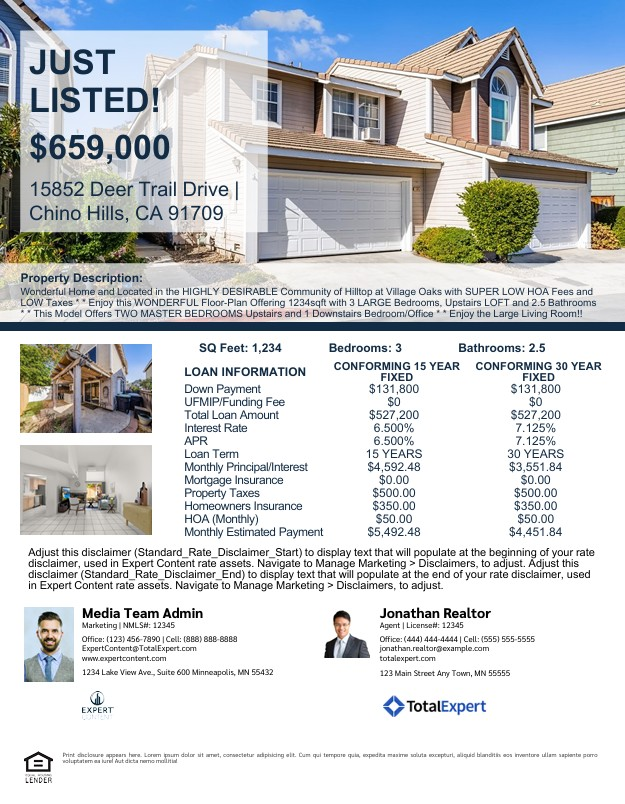 JUST
LISTED!
$659,000
15852 Deer Trail Drive |
Chino Hills, CA 91709
Property Description:
Wonderful Home and Located in the HIGHLY DESIRABLE Community of Hilltop at Village Oaks with SUPER LOW HOA Fees and
LOW Taxes * * Enjoy this WONDERFUL Floor-Plan Offering 1234sqft with 3 LARGE Bedrooms, Upstairs LOFT and 2.5 Bathrooms
* * This Model Offers TWO MASTER BEDROOMS Upstairs and 1 Downstairs Bedroom/Office * * Enjoy the Large Living Room!!
SQ Feet: 1,234 Bedrooms: 3 Bathrooms: 2.5
LOAN INFORMATION CONFORMING 15 YEAR FIXED CONFORMING 30 YEAR FIXED
Down Payment $131,800 $131,800
UFMIP/Funding Fee $0 $0
Total Loan Amount $527,200 $527,200
Interest Rate 6.500% 7.125%
APR 6.500% 7.125%
Loan Term 15 YEARS 30 YEARS
Monthly Principal/Interest $4,592.48 $3,551.84
Mortgage Insurance $0.00 $0.00
Property Taxes $500.00 $500.00
Homeowners Insurance $350.00 $350.00
HOA (Monthly) $50.00 $50.00
Monthly Estimated Payment $5,492.48 $4,451.84
Adjust this disclaimer (Standard_Rate_Disclaimer_Start) to display text that will populate at the beginning of your rate
disclaimer, used in Expert Content rate assets. Navigate to Manage Marketing > Disclaimers, to adjust. Adjust this
disclaimer (Standard_Rate_Disclaimer_End) to display text that will populate at the end of your rate disclaimer, used
in Expert Content rate assets. Navigate to Manage Marketing > Disclaimers, to adjust.
Media Team Admin
Marketing | NMLS#: 12345
Office: (123) 456-7890 | Cell: (888) 888-8888
ExpertContent@TotalExpert.com
www.expertcontent.com
1234 Lake View Ave., Suite 600 Minneapolis, MN 55432
EXPERT
CONTENT
Jonathan Realtor
Agent | License#: 12345
Office: (444) 444-4444 | Cell: (555) 555-5555
jonathan.realtor@example.com
totalexpert.com
123 Main Street Any Town, MN 55555
TotalExpert
EQUAL HOUSING
LENDER
Print disclosure appears here. Lorem ipsum dolor sit amet, consectetur adipisicing elit. Cum qui tempore quia, expedita maxime soluta excepturi, aliquid blanditiis eos inventore ullam sapiente porro
voluptatem ea iure! Aut dicta nemo mollitia!